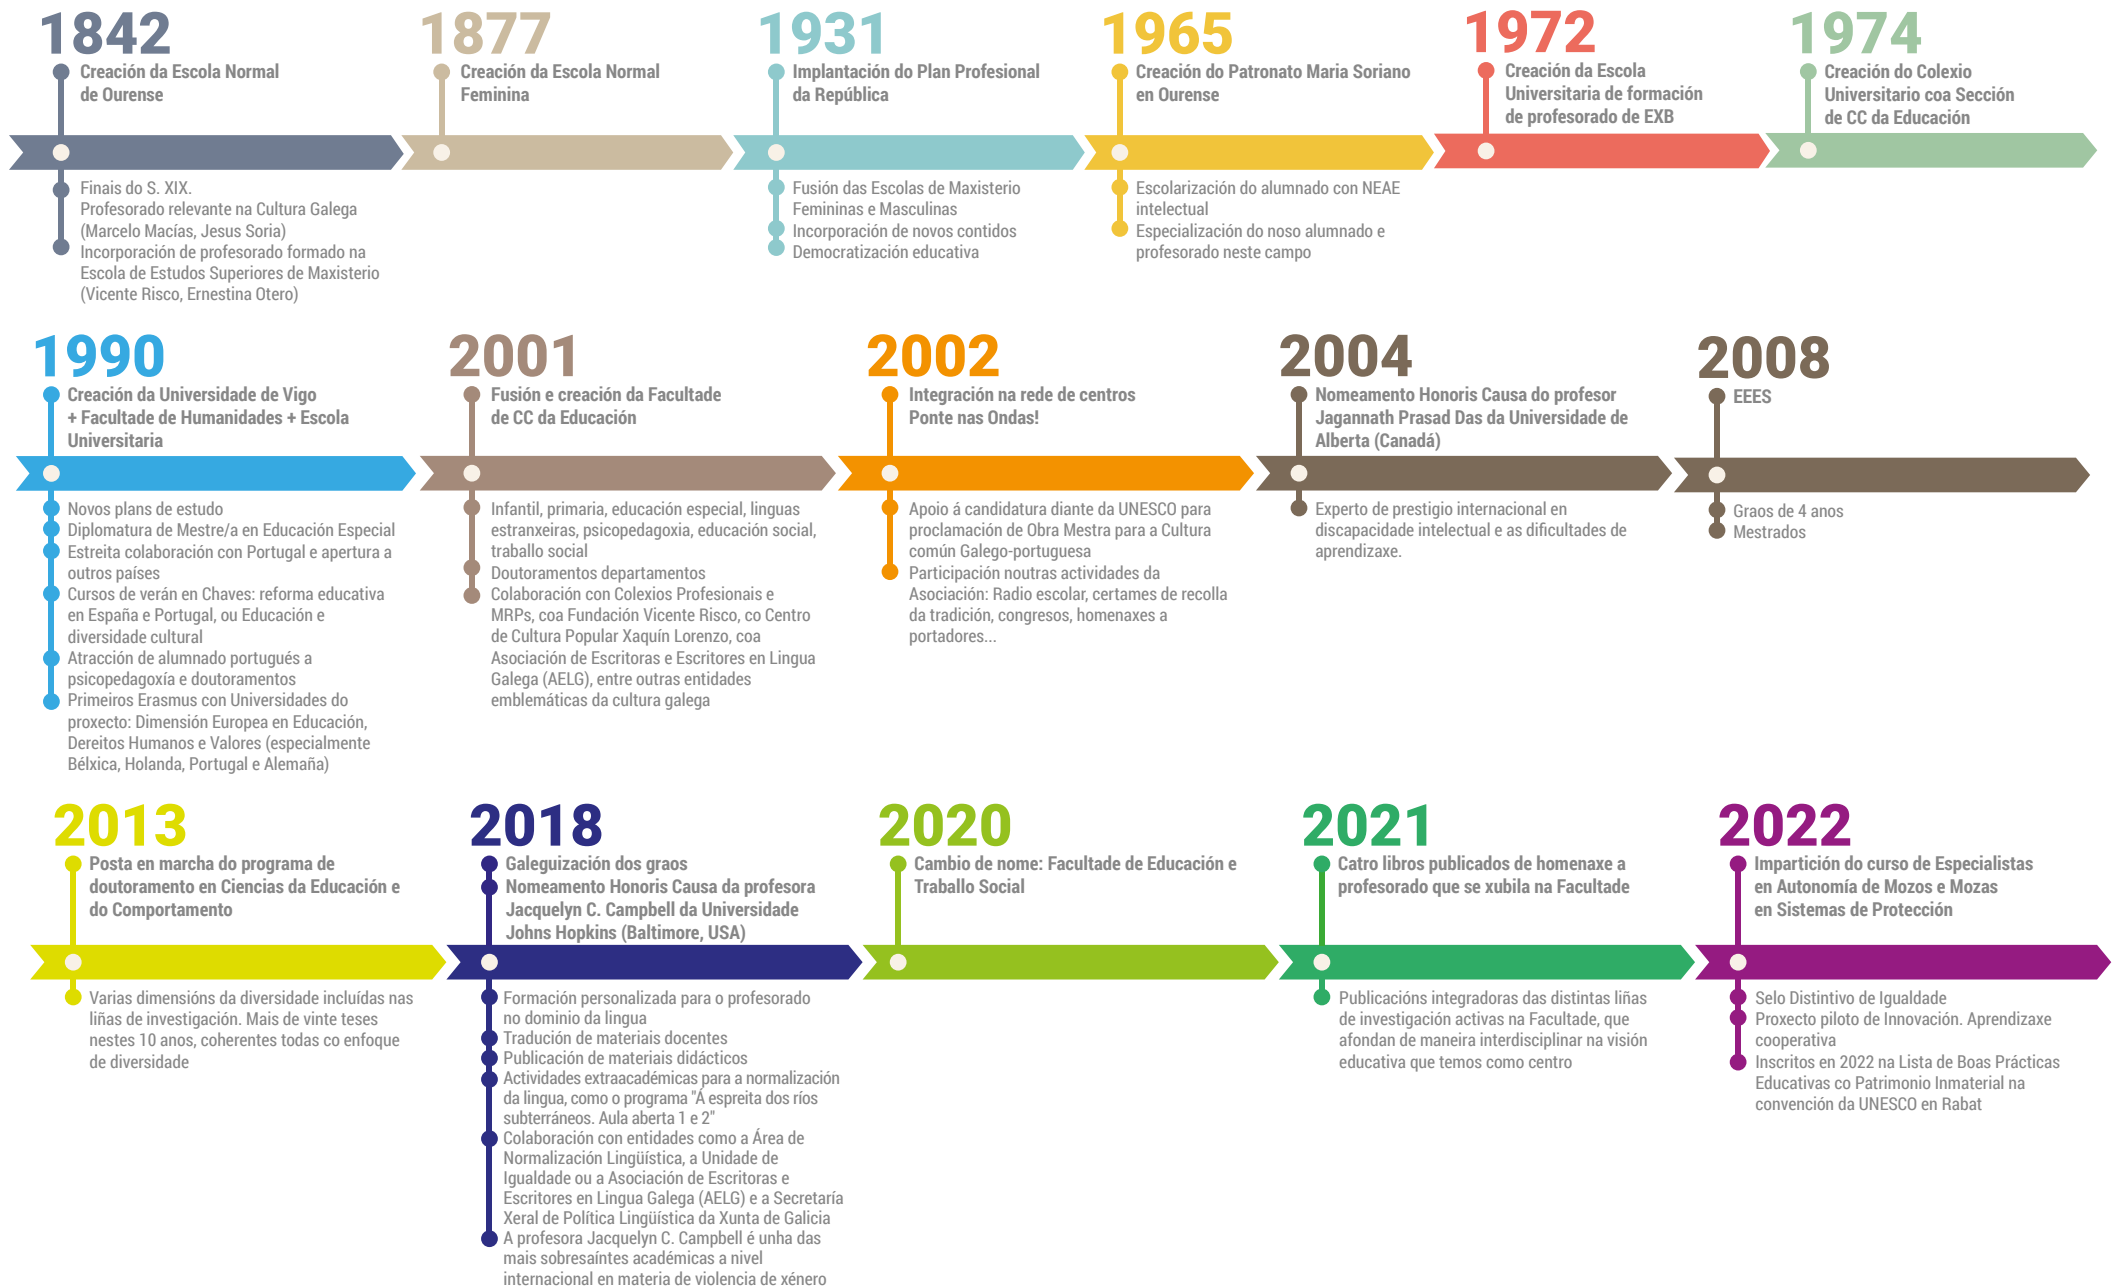 1842
Creación da Escola Normal
de Ourense
Finais do S. XIX.
Profesorado relevante na Cultura Galega
(Marcelo Macías, Jesus Soria)
Incorporación de profesorado formado na
Escola de Estudos Superiores de Maxisterio
(Vicente Risco, Ernestina Otero)
1877
Creación da Escola Normal
Feminina
1931
Implantación do Plan Profesional
da República
Fusión das Escolas de Maxisterio
Femininas e Masculinas
Incorporación de novos contidos
Democratización educativa
1965
Creación do Patronato Maria Soriano
en Ourense
Escolarización do alumnado con NEAE
intelectual
Especialización do noso alumnado e
profesorado neste campo
1972
Creación da Escola
Universitaria de formación
de profesorado de EXB
1974
Creación do Colexio
Universitario coa Sección
de CC da Educación
1990
Creación da Universidade de Vigo
+ Facultade de Humanidades + Escola
Universitaria
Novos plans de estudo
Diplomatura de Mestre/a en Educación Especial
Estreita colaboración con Portugal e apertura a
outros países
Cursos de verán en Chaves: reforma educativa
en España e Portugal, ou Educación e
diversidade cultural
Atracción de alumnado portugués a
psicopedagoxía e doutoramentos
Primeiros Erasmus con Universidades do
proxecto: Dimensión Europea en Educación,
Dereitos Humanos e Valores (especialmente
Bélxica, Holanda, Portugal e Alemaña)
2001
Fusión e creación da Facultade
de CC da Educación
Infantil, primaria, educación especial, linguas
estranxeiras, psicopedagoxia, educación social,
traballo social
Doutoramentos departamentos
Colaboración con Colexios Profesionais e
MRPs, coa Fundación Vicente Risco, co Centro
de Cultura Popular Xaquín Lorenzo, coa
Asociación de Escritoras e Escritores en Lingua
Galega (AELG), entre outras entidades
emblemáticas da cultura galega
2002
Integración na rede de centros
Ponte nas Ondas!
Apoio á candidatura diante da UNESCO para
proclamación de Obra Mestra para a Cultura
común Galego-portuguesa
Participación noutras actividades da
Asociación: Radio escolar, certames de recolla
da tradición, congresos, homenaxes a
portadores...
2004
Nomeamento Honoris Causa do profesor
Jagannath Prasad Das da Universidade de
Alberta (Canadá)
Experto de prestigio internacional en
discapacidade intelectual e as dificultades de
aprendizaxe.
2008
EEES
Graos de 4 anos
Mestrados
2013
Posta en marcha do programa de
doutoramento en Ciencias da Educación e
do Comportamento
Varias dimensións da diversidade incluídas nas
liñas de investigación. Mais de vinte teses
nestes 10 anos, coherentes todas co enfoque
de diversidade
2018
Galeguización dos graos
Nomeamento Honoris Causa da profesora
Jacquelyn C. Campbell da Universidade
Johns Hopkins (Baltimore, USA)
Formación personalizada para o profesorado
no dominio da lingua
Tradución de materiais docentes
Publicación de materiais didácticos
Actividades extraacadémicas para a normalización
da lingua, como o programa "Á espreita dos ríos
subterráneos. Aula aberta 1 e 2"
Colaboración con entidades como a Área de
Normalización Lingüística, a Unidade de
Igualdade ou a Asociación de Escritoras e
Escritores en Lingua Galega (AELG) e a Secretaría
Xeral de Política Lingüística da Xunta de Galicia
A profesora Jacquelyn C. Campbell é unha das
mais sobresaíntes académicas a nivel
internacional en materia de violencia de xénero
2020
Cambio de nome: Facultade de Educación e
Traballo Social
2021
Catro libros publicados de homenaxe a
profesorado que se xubila na Facultade
Publicacións integradoras das distintas liñas
de investigación activas na Facultade, que
afondan de maneira interdisciplinar na visión
educativa que temos como centro
2022
Impartición do curso de Especialistas
en Autonomía de Mozos e Mozas
en Sistemas de Protección
Selo Distintivo de Igualdade
Proxecto piloto de Innovación. Aprendizaxe
cooperativa
Inscritos en 2022 na Lista de Boas Prácticas
Educativas co Patrimonio Inmaterial na
convención da UNESCO en Rabat